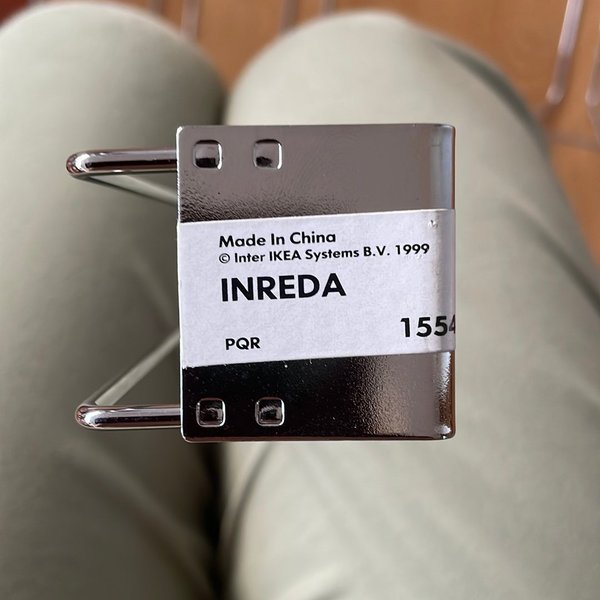 Made In China
© Inter IKEA Systems B.V. 1999
INREDA
1554
PQR